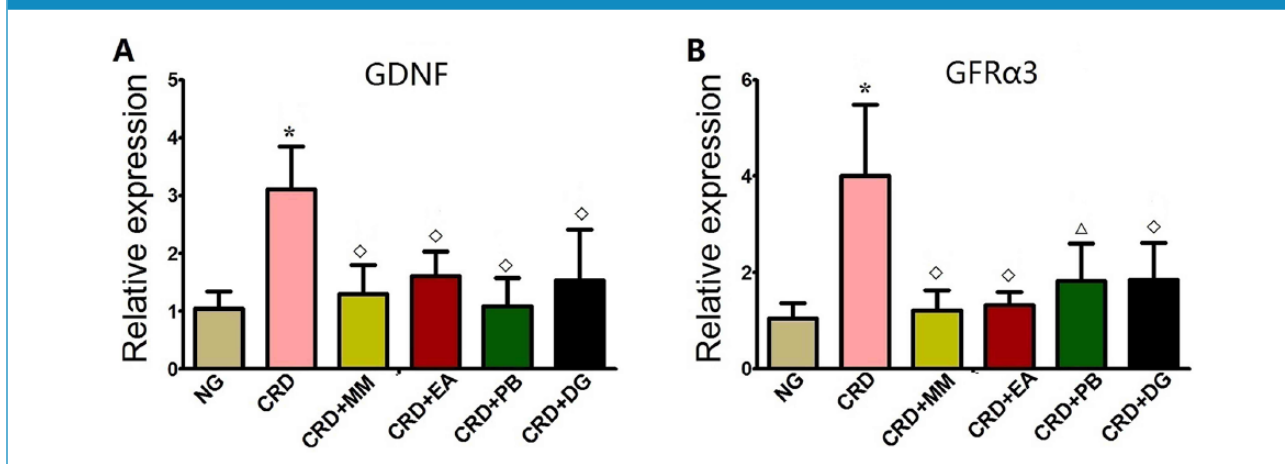 A
GDNF
Relative expression
5
4
3
2
1
0
*
◇
◇
◇
◇
NG
CRD
CRD+MM
CRD+EA
CRD+PB
CRD+DG
B
GFRα3
Relative expression
6
4
2
0
*
◇
◇
△
◇
NG
CRD
CRD+MM
CRD+EA
CRD+PB
CRD+DG